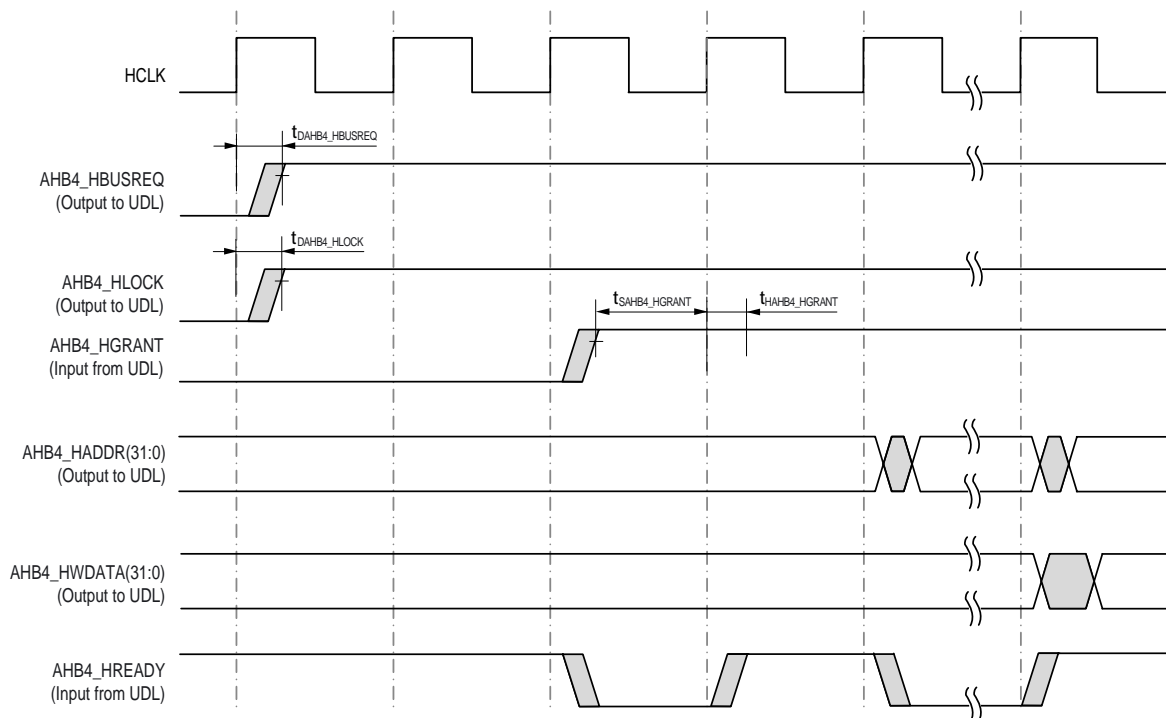 HCLK
tDAHB4_HBUSREQ
AHB4_HBUSREQ
(Output to UDL)
tDAHB4_HLOCK
AHB4_HLOCK
(Output to UDL)
tSAHB4_HGRANT
tHAHB4_HGRANT
AHB4_HGRANT
(Input from UDL)
AHB4_HADDR(31:0)
(Output to UDL)
AHB4_HWDATA(31:0)
(Output to UDL)
AHB4_HREADY
(Input from UDL)